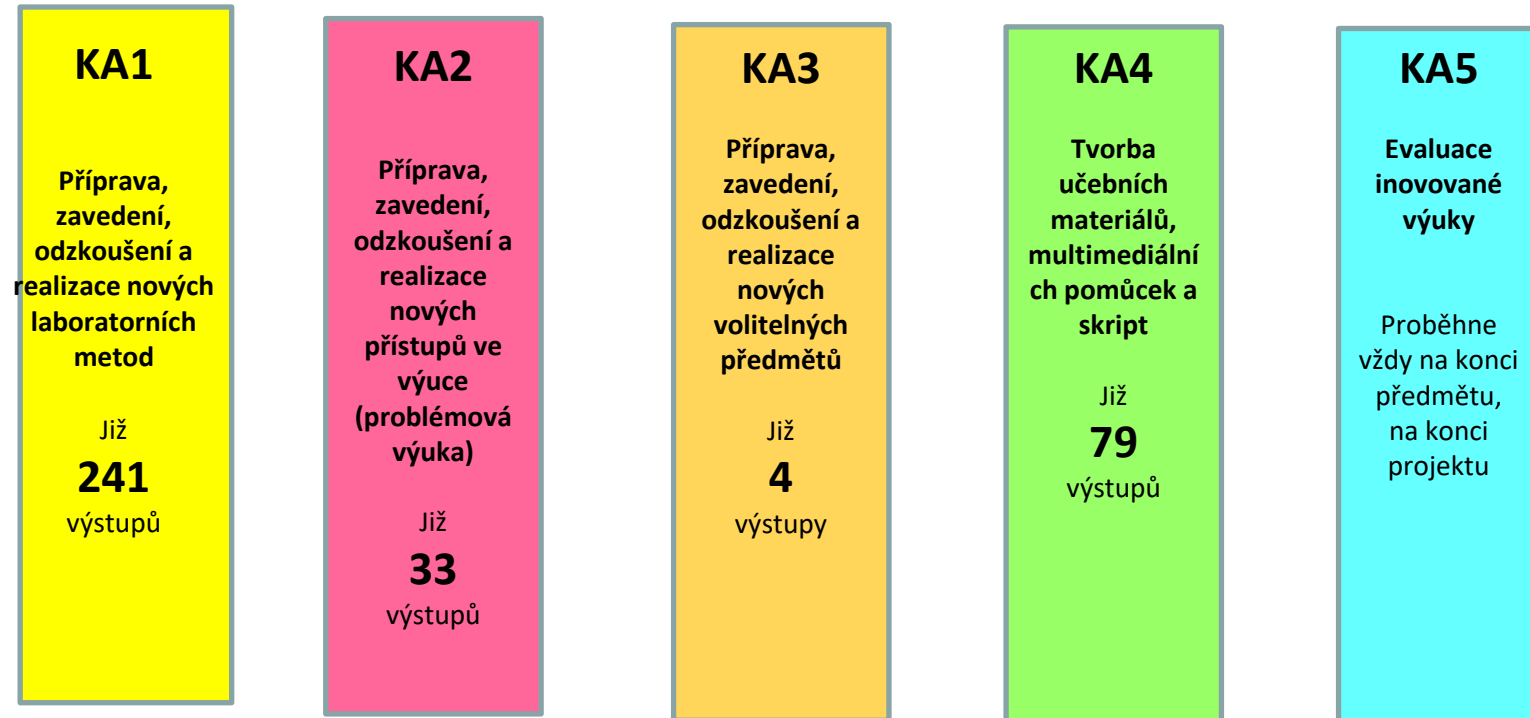 KA1
Příprava,
zavedení,
odzkoušení a
realizace nových
laboratorních
metod
Již
241
výstupů
KA2
Příprava,
zavedení,
odzkoušení a
realizace
nových
přístupů ve
výuce
(problémová
výuka)
Již
33
výstupů
KA3
Příprava,
zavedení,
odzkoušení a
realizace
nových
volitelných
předmětů
Již
4
výstupy
KA4
Tvorba
učebních
materiálů,
multimediální
ch pomůcek a
skript
Již
79
výstupů
KA5
Evaluace
inovované
výuky
Proběhne
vždy na konci
předmětu,
na konci
projektu